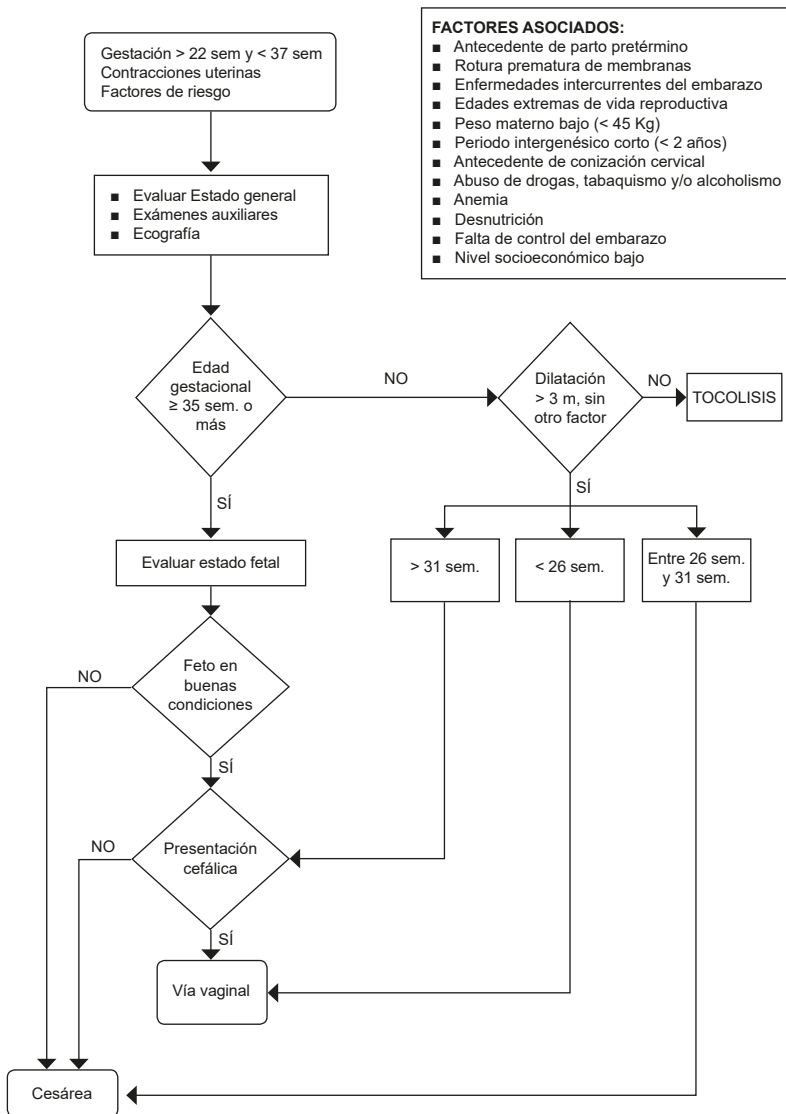 Gestación > 22 sem y < 37 sem
Contracciones uterinas
Factores de riesgo
FACTORES ASOCIADOS:
■ Antecedente de parto pretérmino
■ Rotura prematura de membranas
■ Enfermedades intercurrentes del embarazo
■ Edades extremas de vida reproductiva
■ Peso materno bajo (< 45 Kg)
■ Periodo intergenésico corto (< 2 años)
■ Antecedente de conización cervical
■ Abuso de drogas, tabaquismo y/o alcoholismo
■ Anemia
■ Desnutrición
■ Falta de control del embarazo
■ Nivel socioeconómico bajo
■ Evaluar Estado general
■ Exámenes auxiliares
■ Ecografía
Edad
gestacional
≥ 35 sem. o
más
NO
Dilatación
> 3 m, sin
otro factor
NO
TOCOLISIS
SÍ
SÍ
Evaluar estado fetal
> 31 sem.
< 26 sem.
Entre 26 sem.
y 31 sem.
Feto en
buenas
condiciones
NO
SÍ
Presentación
cefálica
NO
SÍ
Vía vaginal
Cesárea